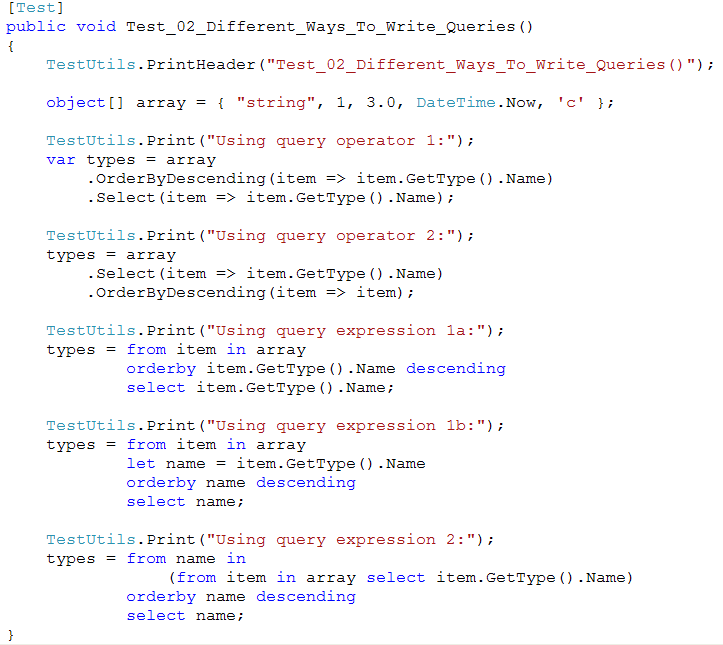 [Test]
public void Test_02_Different_Ways_To_Write_Queries()
{
    TestUtils.PrintHeader("Test_02_Different_Ways_To_Write_Queries()");

    object[] array = { "string", 1, 3.0, DateTime.Now, 'c' };

    TestUtils.Print("Using query operator 1:");
    var types = array
        .OrderByDescending(item => item.GetType().Name)
        .Select(item => item.GetType().Name);

    TestUtils.Print("Using query operator 2:");
    types = array
        .Select(item => item.GetType().Name)
        .OrderByDescending(item => item);

    TestUtils.Print("Using query expression 1a:");
    types = from item in array
            orderby item.GetType().Name descending
            select item.GetType().Name;

    TestUtils.Print("Using query expression 1b:");
    types = from item in array
            let name = item.GetType().Name
            orderby name descending
            select name;

    TestUtils.Print("Using query expression 2:");
    types = from name in
                (from item in array select item.GetType().Name)
            orderby name descending
            select name;
}